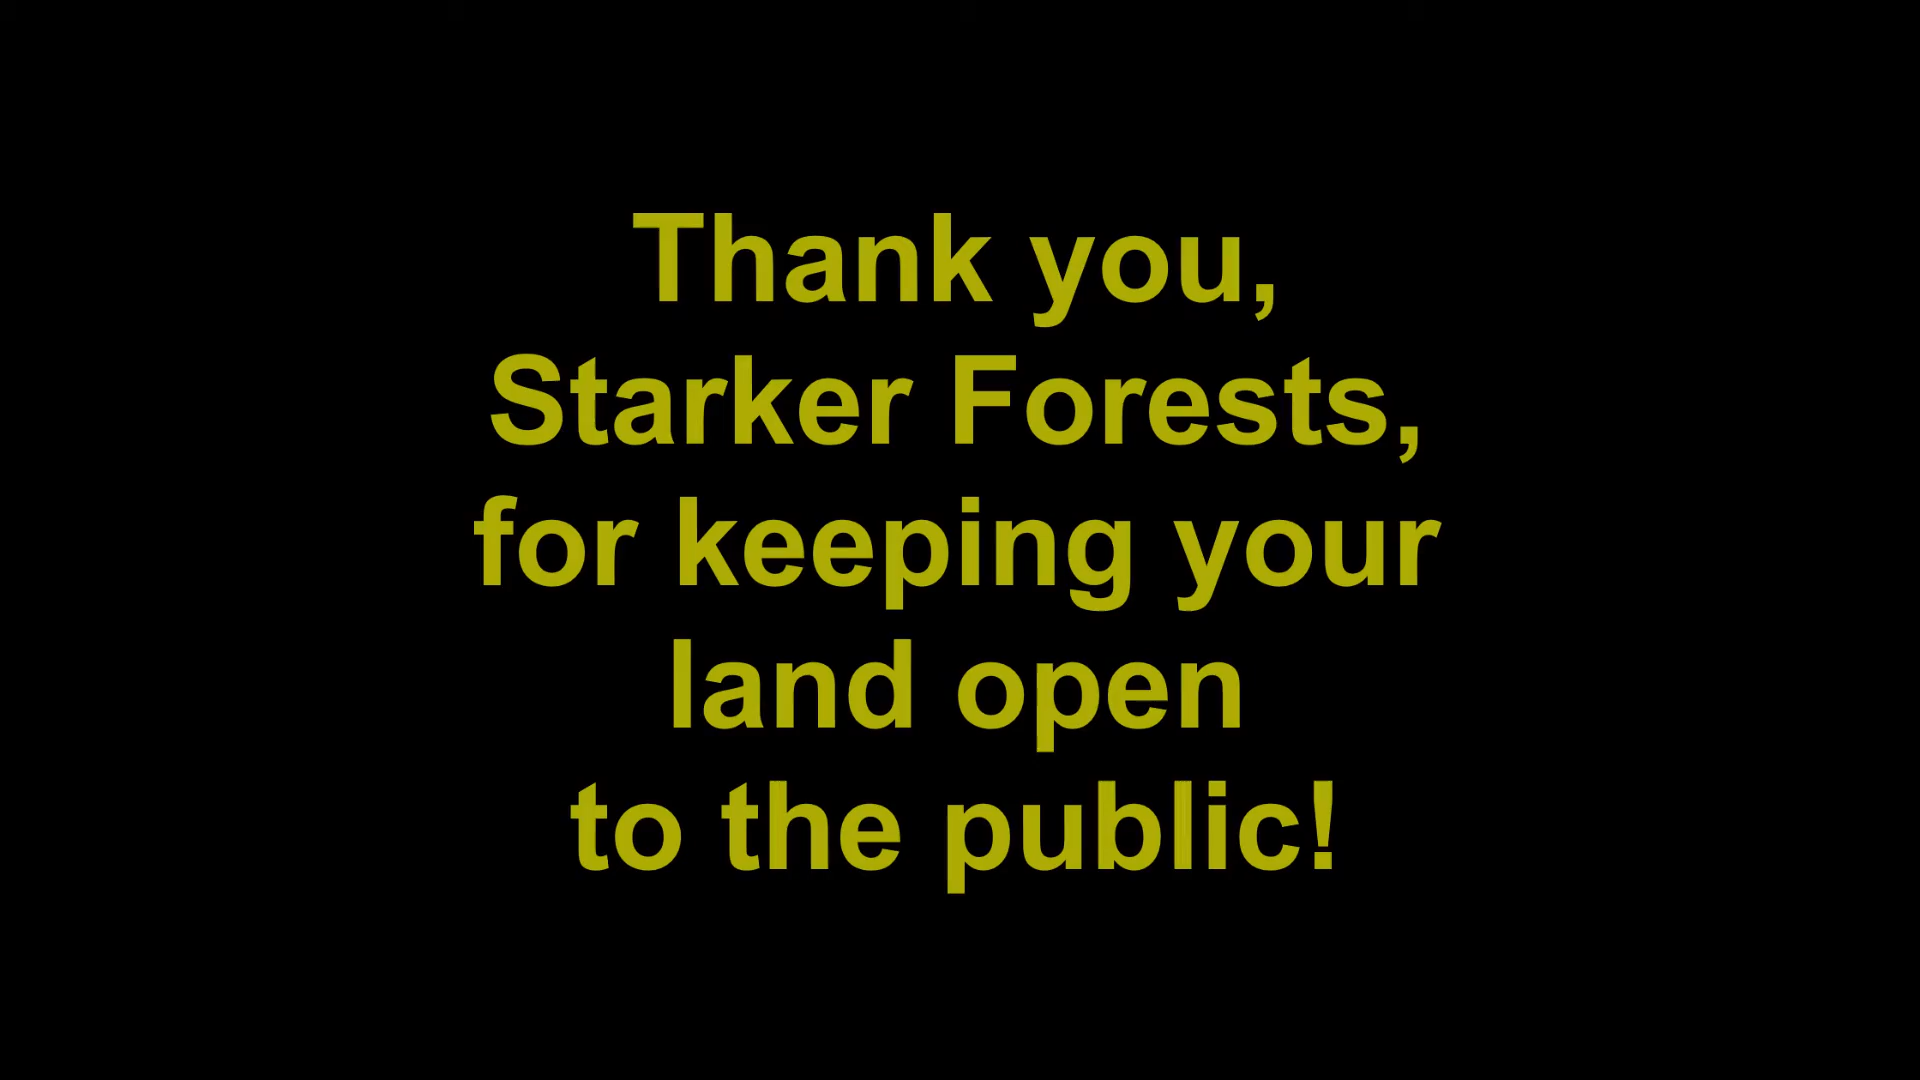 Thank you,
Starker Forests,
for keeping your
land open
to the public!